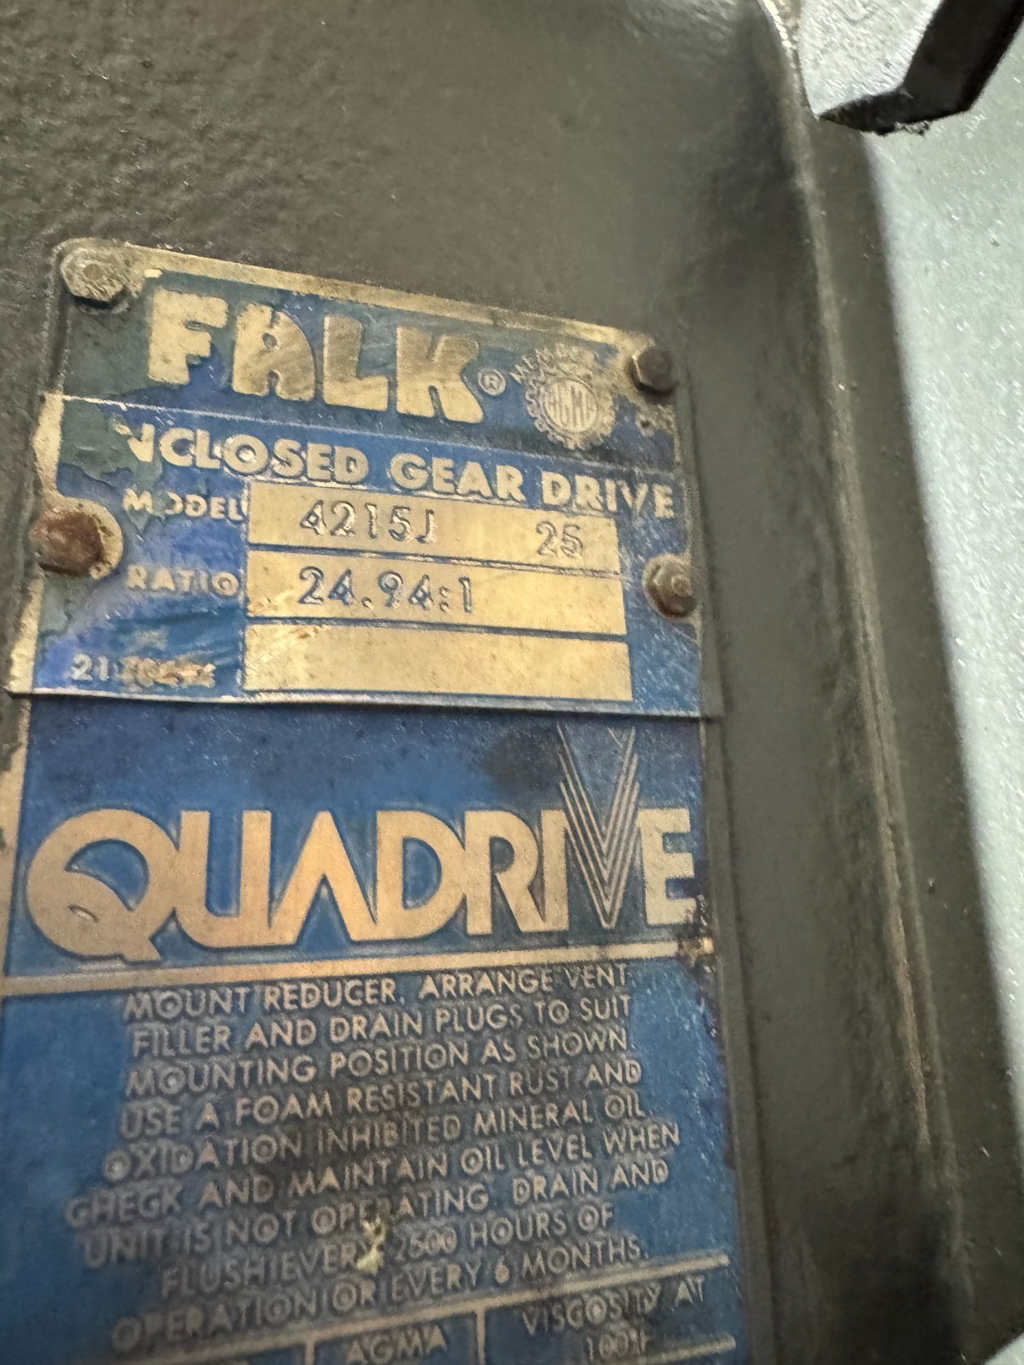 FALK®
AGMA
ENCLOSED GEAR DRIVE
MODEL 4215J 25
RATIO 24.94:1
QUADRIVE
MOUNT REDUCER. ARRANGE VENT,
FILLER AND DRAIN PLUGS TO SUIT
MOUNTING POSITION AS SHOWN.
USE A FOAM RESISTANT RUST AND
OXIDATION INHIBITED MINERAL OIL.
CHECK AND MAINTAIN OIL LEVEL WHEN
UNIT IS NOT OPERATING. DRAIN AND
FLUSH EVERY 2500 HOURS OF
OPERATION OR EVERY 6 MONTHS.
AGMA VISCOSITY AT
100°F